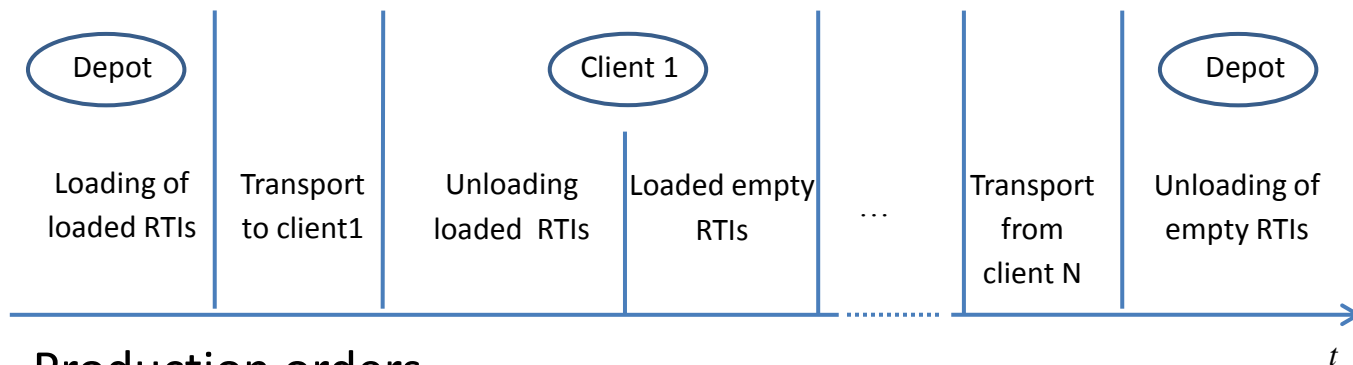 Depot
Client 1
Depot
Loading of
loaded RTIs
Transport
to client1
Unloading
loaded RTIs
Loaded empty
RTIs
...
Transport
from
client N
Unloading of
empty RTIs
t
Production orders